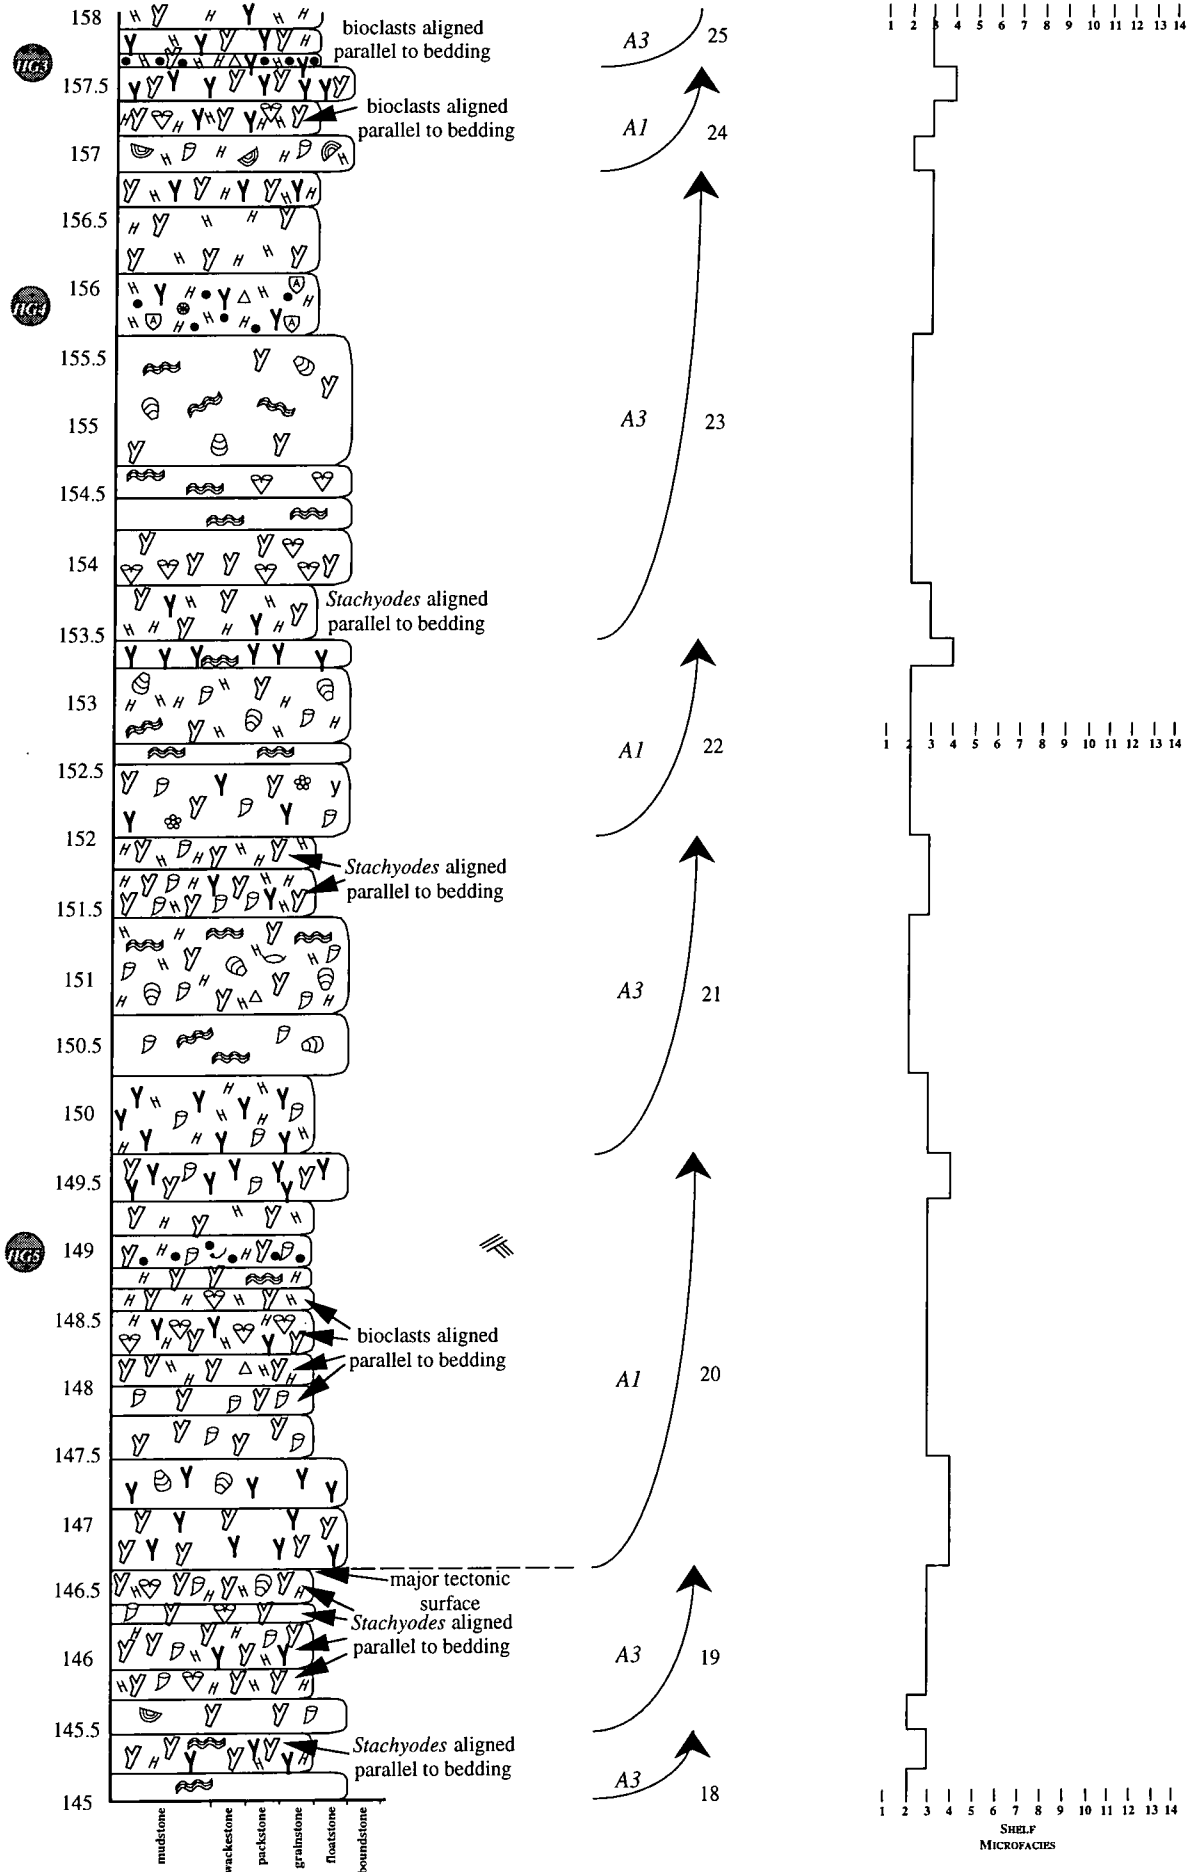 158
bioclasts aligned
parallel to bedding
A3
25
1 2 3 4 5 6 7 8 9 10 11 12 13 14
HG3
157.5
bioclasts aligned
parallel to bedding
A1
24
157
156.5
156
HG4
A
A
A
155.5
155
A3
23
154.5
154
Stachyodes aligned
parallel to bedding
153.5
153
A1
22
1 2 3 4 5 6 7 8 9 10 11 12 13 14
152.5
y
152
Stachyodes aligned
parallel to bedding
151.5
151
A3
21
150.5
150
149.5
149
HG5
148.5
bioclasts aligned
parallel to bedding
148
A1
20
147.5
147
146.5
major tectonic
surface
Stachyodes aligned
parallel to bedding
146
A3
19
145.5
Stachyodes aligned
parallel to bedding
A3
18
145
1 2 3 4 5 6 7 8 9 10 11 12 13 14
mudstone
wackestone
packstone
grainstone
floatstone
boundstone
SHELF
MICROFACIES